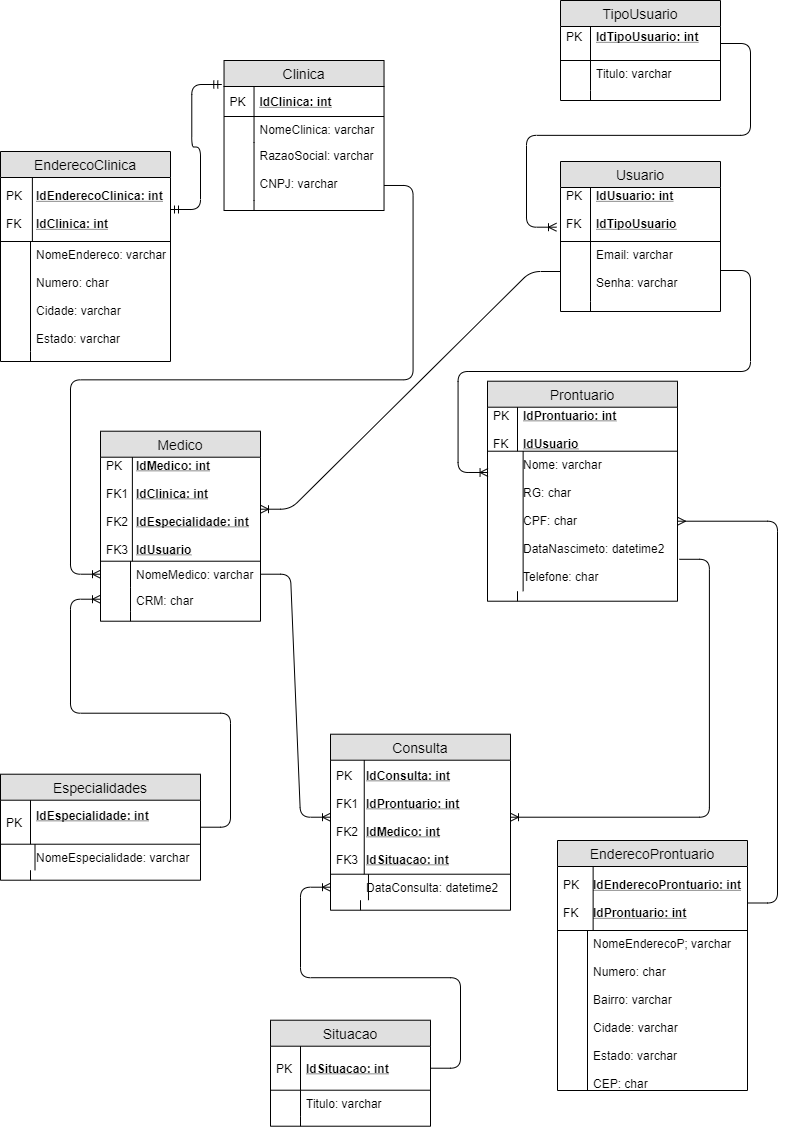 TipoUsuario
PK IdTipoUsuario: int
Titulo: varchar
Clinica
PK IdClinica: int
NomeClinica: varchar
RazaoSocial: varchar
CNPJ: varchar
EnderecoClinica
PK IdEnderecoClinica: int
FK IdClinica: int
NomeEndereco: varchar
Numero: char
Cidade: varchar
Estado: varchar
Usuario
PK IdUsuario: int
FK IdTipoUsuario
Email: varchar
Senha: varchar
Prontuario
PK IdProntuario: int
FK IdUsuario
Nome: varchar
RG: char
CPF: char
DataNascimeto: datetime2
Telefone: char
Medico
PK IdMedico: int
FK1 IdClinica: int
FK2 IdEspecialidade: int
FK3 IdUsuario
NomeMedico: varchar
CRM: char
Consulta
PK IdConsulta: int
FK1 IdProntuario: int
FK2 IdMedico: int
FK3 IdSituacao: int
DataConsulta: datetime2
Especialidades
PK IdEspecialidade: int
NomeEspecialidade: varchar
EnderecoProntuario
PK IdEnderecoProntuario: int
FK IdProntuario: int
NomeEnderecoP; varchar
Numero: char
Bairro: varchar
Cidade: varchar
Estado: varchar
CEP: char
Situacao
PK IdSituacao: int
Titulo: varchar